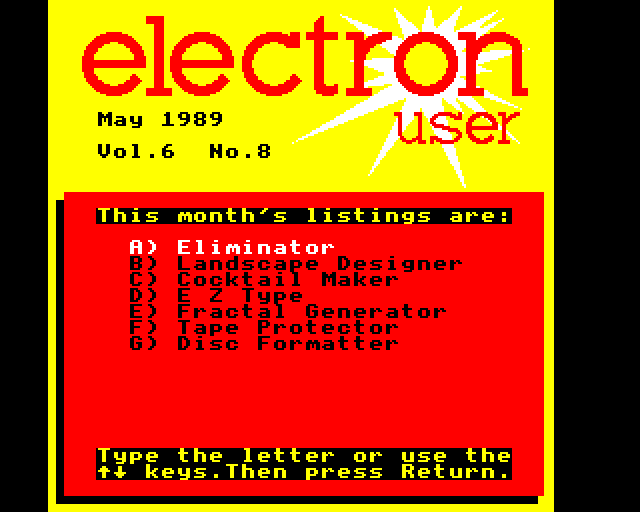 electron
user
May 1989
Vol.6 No.8
This month's listings are:
A) Eliminator
B) Landscape Designer
C) Cocktail Maker
D) E Z Type
E) Fractal Generator
F) Tape Protector
G) Disc Formatter
Type the letter or use the
↑↓ keys.Then press Return.